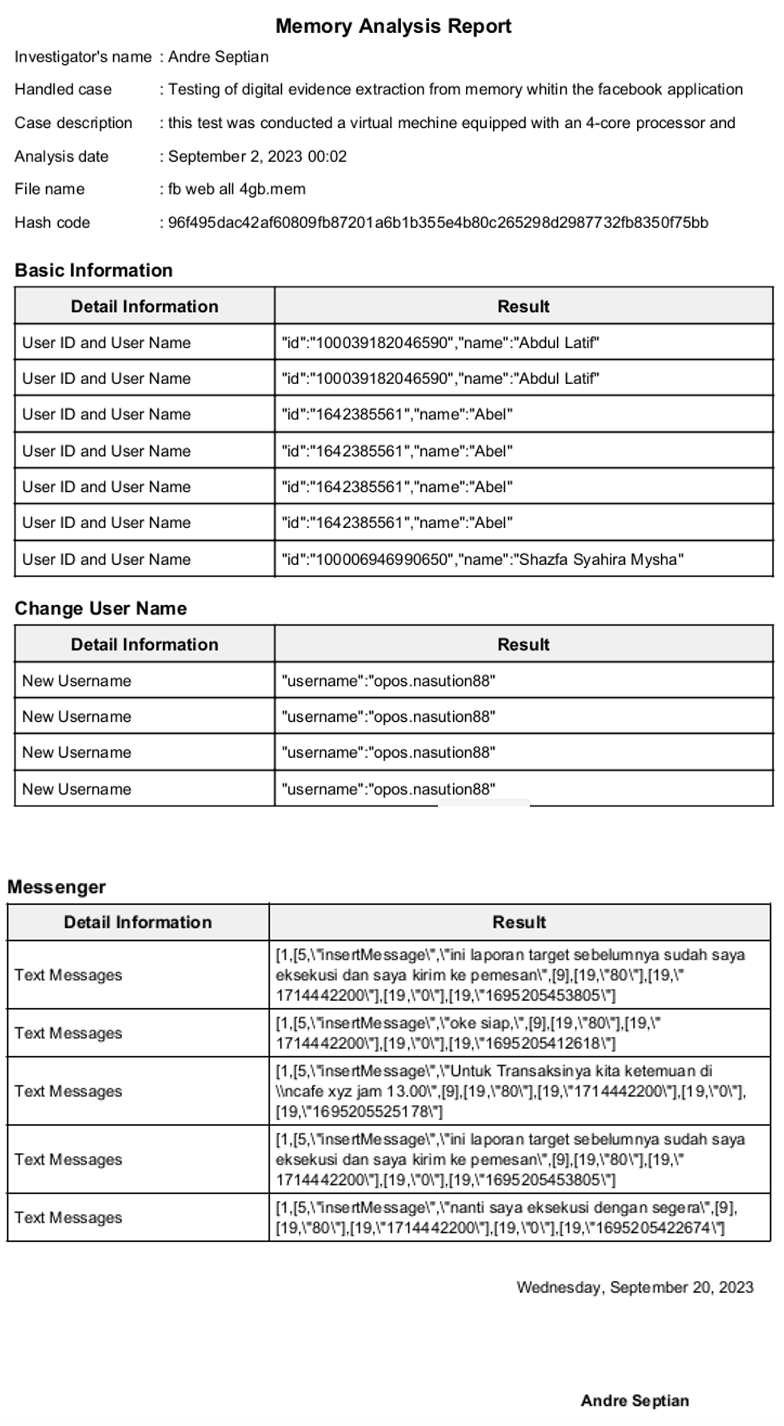 Memory Analysis Report
Investigator's name : Andre Septian
Handled case : Testing of digital evidence extraction from memory whitin the facebook application
Case description : this test was conducted a virtual mechine equipped with an 4-core processor and
Analysis date : September 2, 2023 00:02
File name : fb web all 4gb.mem
Hash code : 96f495dac42af60809fb87201a6b1b355e4b80c265298d2987732fb8350f75bb
Basic Information
Detail Information Result
User ID and User Name "id":"100039182046590","name":"Abdul Latif"
User ID and User Name "id":"100039182046590","name":"Abdul Latif"
User ID and User Name "id":"1642385561","name":"Abel"
User ID and User Name "id":"1642385561","name":"Abel"
User ID and User Name "id":"1642385561","name":"Abel"
User ID and User Name "id":"1642385561","name":"Abel"
User ID and User Name "id":"100006946990650","name":"Shazfa Syahira Mysha"
Change User Name
Detail Information Result
New Username "username":"opos.nasution88"
New Username "username":"opos.nasution88"
New Username "username":"opos.nasution88"
New Username "username":"opos.nasution88"
Messenger
Detail Information Result
Text Messages
[1,[5,\"insertMessage\",\"ini laporan target sebelumnya sudah saya
eksekusi dan saya kirim ke pemesan\",[9],[19,\"80\"],[19,\"
1714442200\"],[19,\"0\"],[19,\"1695205453805\"]
Text Messages
[1,[5,\"insertMessage\",\"oke siap,\",[9],[19,\"80\"],[19,\"
1714442200\"],[19,\"0\"],[19,\"1695205412618\"]
Text Messages
[1,[5,\"insertMessage\",\"Untuk Transaksinya kita ketemuan di
\\ncafe xyz jam 13.00\",[9],[19,\"80\"],[19,\"1714442200\"],[19,\"0\"],
[19,\"1695205525178\"]
Text Messages
[1,[5,\"insertMessage\",\"ini laporan target sebelumnya sudah saya
eksekusi dan saya kirim ke pemesan\",[9],[19,\"80\"],[19,\"
1714442200\"],[19,\"0\"],[19,\"1695205453805\"]
Text Messages
[1,[5,\"insertMessage\",\"nanti saya eksekusi dengan segera\",[9],
[19,\"80\"],[19,\"1714442200\"],[19,\"0\"],[19,\"1695205422674\"]
Wednesday, September 20, 2023
Andre Septian